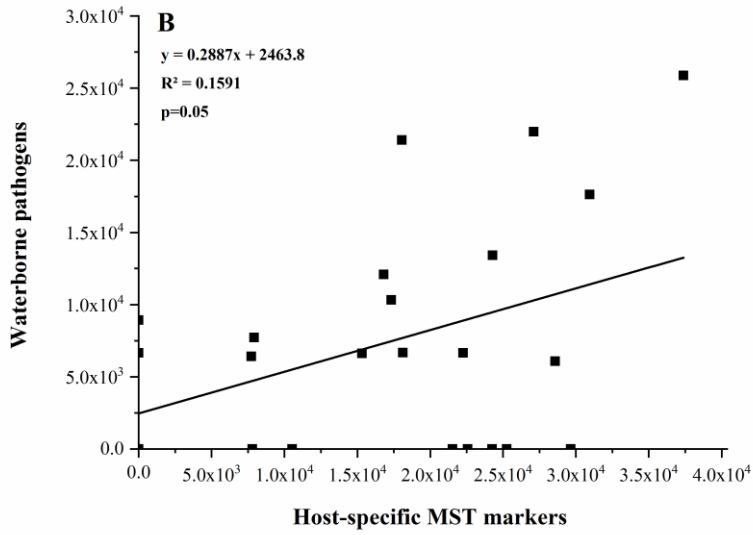 B
y = 0.2887x + 2463.8
R² = 0.1591
p=0.05
3.0x10⁴
2.5x10⁴
2.0x10⁴
1.5x10⁴
1.0x10⁴
5.0x10³
0.0
Waterborne pathogens
0.0 5.0x10³ 1.0x10⁴ 1.5x10⁴ 2.0x10⁴ 2.5x10⁴ 3.0x10⁴ 3.5x10⁴ 4.0x10⁴
Host-specific MST markers